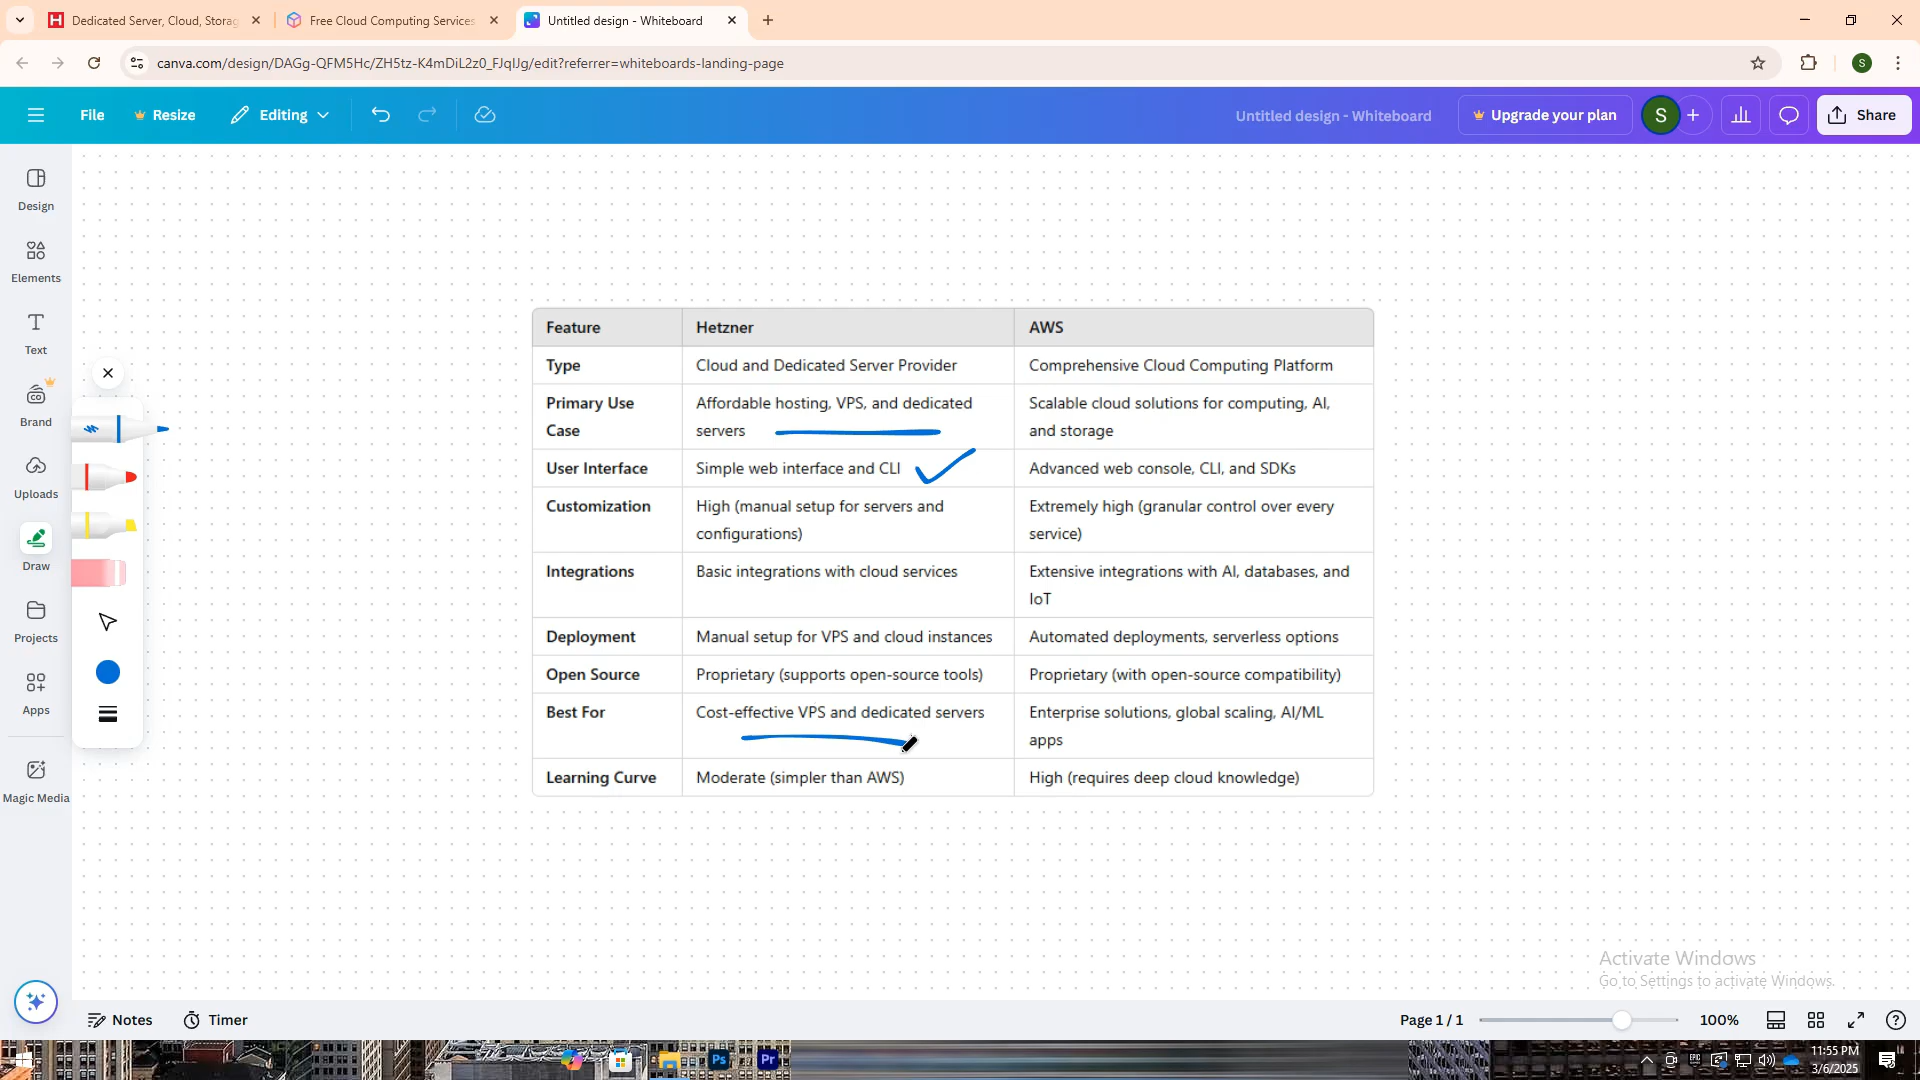 Dedicated Server, Cloud, Storag
Free Cloud Computing Services
Untitled design - Whiteboard
canva.com/design/DAGg-QFM5Hc/ZH5tz-K4mDiL2z0_FJqIJg/edit?referrer=whiteboards-landing-page
S
File
Resize
Editing
Untitled design - Whiteboard
Upgrade your plan
S
Share
Design
Elements
Text
Brand
Uploads
Draw
Projects
Apps
Magic Media
Feature Hetzner AWS
Type Cloud and Dedicated Server Provider Comprehensive Cloud Computing Platform
Primary Use Affordable hosting, VPS, and dedicated Scalable cloud solutions for computing, AI,
Case servers and storage
User Interface Simple web interface and CLI Advanced web console, CLI, and SDKs
Customization High (manual setup for servers and Extremely high (granular control over every
configurations) service)
Integrations Basic integrations with cloud services Extensive integrations with AI, databases, and
IoT
Deployment Manual setup for VPS and cloud instances Automated deployments, serverless options
Open Source Proprietary (supports open-source tools) Proprietary (with open-source compatibility)
Best For Cost-effective VPS and dedicated servers Enterprise solutions, global scaling, AI/ML
apps
Learning Curve Moderate (simpler than AWS) High (requires deep cloud knowledge)
Activate Windows
Go to Settings to activate Windows.
Notes
Timer
Page 1 / 1
100%
Ps
Pr
11:55 PM
3/6/2025